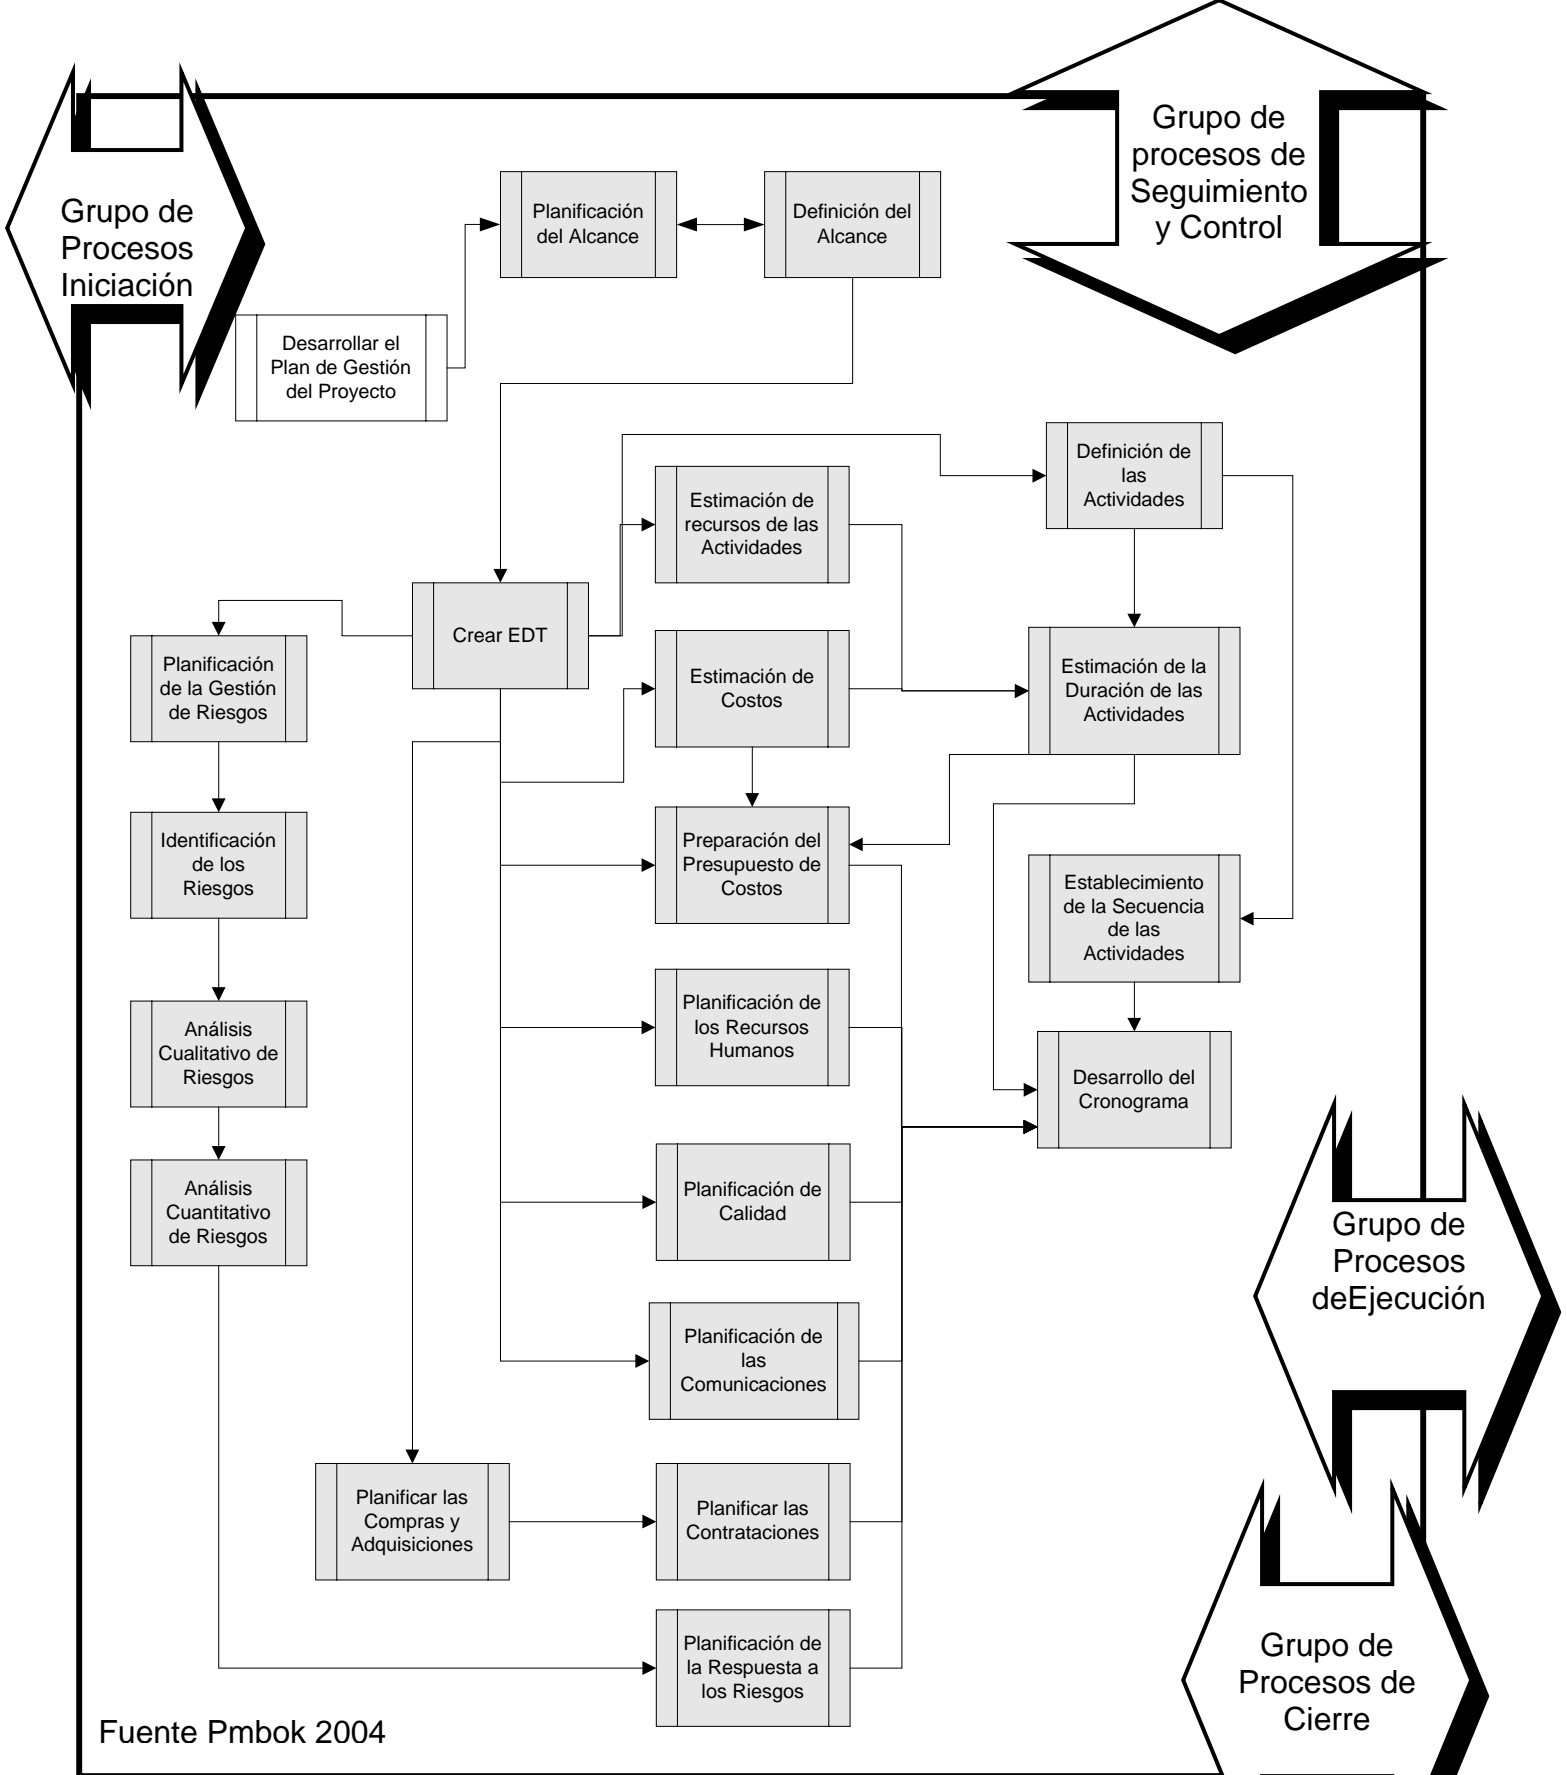 Grupo de
Procesos
Iniciación
Grupo de
procesos de
Seguimiento
y Control
Planificación
del Alcance
Definición del
Alcance
Desarrollar el
Plan de Gestión
del Proyecto
Definición de
las
Actividades
Estimación de
recursos de las
Actividades
Crear EDT
Planificación
de la Gestión
de Riesgos
Estimación de
Costos
Estimación de la
Duración de las
Actividades
Identificación
de los
Riesgos
Preparación del
Presupuesto de
Costos
Establecimiento
de la Secuencia
de las
Actividades
Análisis
Cualitativo de
Riesgos
Planificación de
los Recursos
Humanos
Desarrollo del
Cronograma
Análisis
Cuantitativo
de Riesgos
Planificación de
Calidad
Grupo de
Procesos
deEjecución
Planificación de
las
Comunicaciones
Planificar las
Compras y
Adquisiciones
Planificar las
Contrataciones
Planificación de
la Respuesta a
los Riesgos
Grupo de
Procesos de
Cierre
Fuente Pmbok 2004